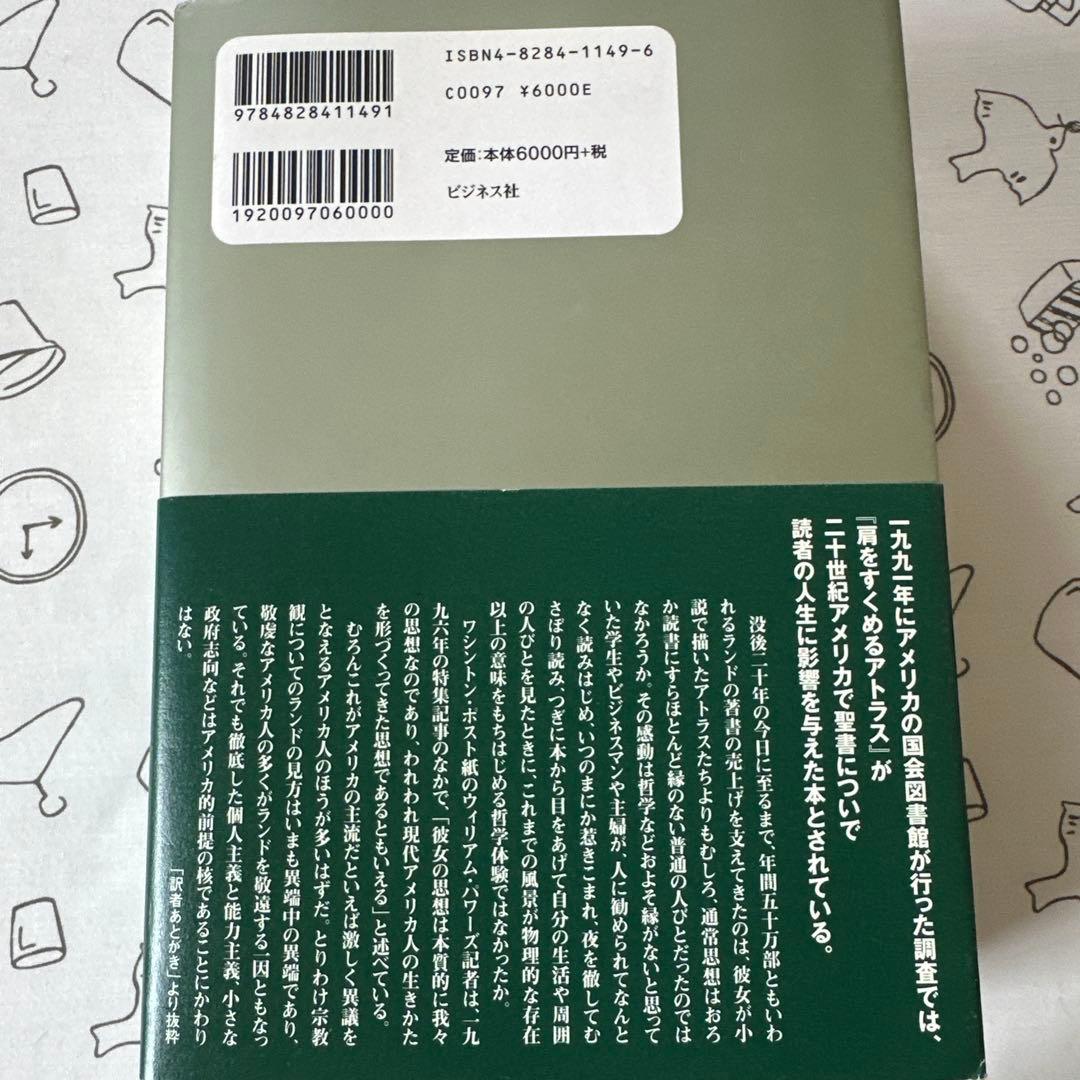 ISBN4-8284-1149-6
C0097 ¥6000E
9784828411491
定価:本体6000円+税
1920097060000
ビジネス社
一九九一年にアメリカの国会図書館が行った調査では、
『肩をすくめるアトラス』が
二十世紀アメリカで聖書についで
読者の人生に影響を与えた本とされている。
没後二十年の今日に至るまで、年間五十万部ともいわ
れるランドの著書の売上げを支えてきたのは、彼女が小
説で描いたアトラスたちよりもむしろ、通常思想はおろ
か読書にすらほとんど縁のない普通の人びとだったのでは
なかろうか。その感動は哲学などおよそ縁がないと思って
いた学生やビジネスマンや主婦が、人に勧められてなんと
なく読みはじめ、いつのまにか惹きこまれ、夜を徹してむ
さぼり読み、つぎに本から目をあげて自分の生活や周囲
の人びとを見たときに、これまでの風景が物理的な存在
以上の意味をもちはじめる哲学体験ではなかったか。
ワシントン・ポスト紙のウィリアム・パワーズ記者は、一九
九六年の特集記事のなかで、「彼女の思想は本質的に我々
の思想なのであり、われわれ現代アメリカ人の生きかた
を形づくってきた思想であるともいえる」と述べている。
むろんこれがアメリカの主流だといえば激しく異議を
となえるアメリカ人のほうが多いはずだ。とりわけ宗教
観についてのランドの見方はいまも異端中の異端であり、
敬虔なアメリカ人の多くがランドを敬遠する一因ともなっ
ている。それでも徹底した個人主義と能力主義、小さな
政府志向などはアメリカ的前提の核であることにかわり
はない。
「訳者あとがき」より抜粋